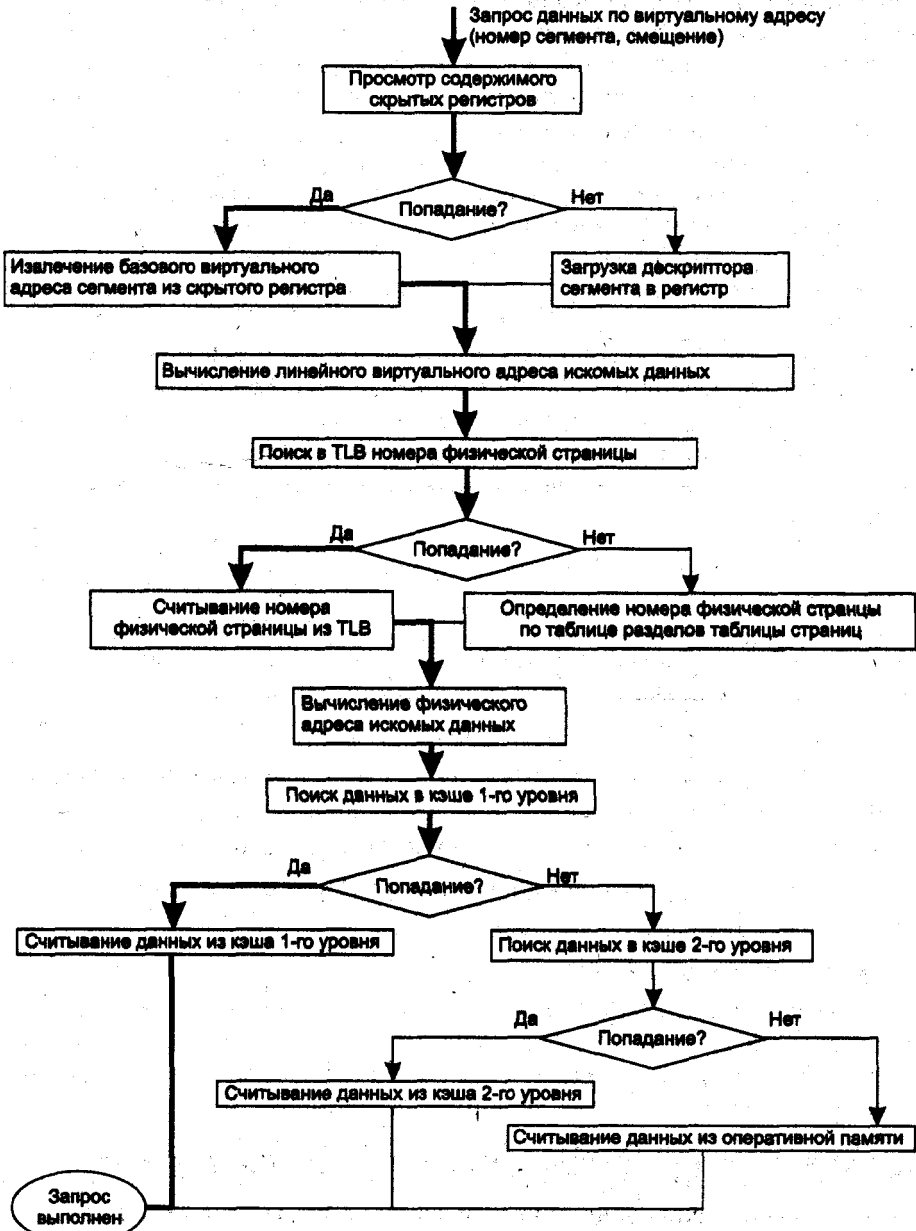 Запрос данных по виртуальному адресу
(номер сегмента, смещение)
Просмотр содержимого
скрытых регистров
Да
Попадание?
Нет
Извлечение базового виртуального
адреса сегмента из скрытого регистра
Загрузка дескриптора
сегмента в регистр
Вычисление линейного виртуального адреса искомых данных
Поиск в TLB номера физической страницы
Да
Попадание?
Нет
Считывание номера
физической страницы из TLB
Определение номера физической странцы
по таблице разделов таблицы страниц
Вычисление физического
адреса искомых данных
Поиск данных в кэше 1-го уровня
Да
Попадание?
Нет
Считывание данных из кэша 1-го уровня
Поиск данных в кэше 2-го уровня
Да
Попадание?
Нет
Считывание данных из кэша 2-го уровня
Считывание данных из оперативной памяти
Запрос
выполнен